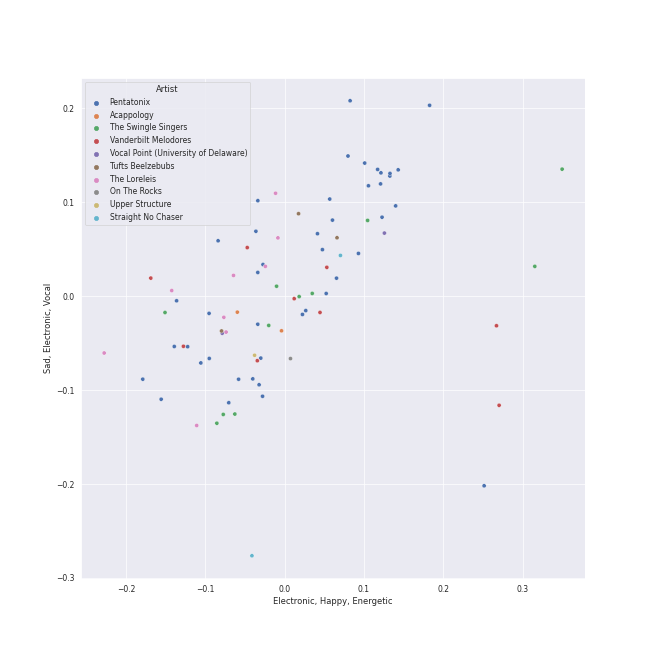 Artist
Pentatonix
Acappology
The Swingle Singers
Vanderbilt Melodores
Vocal Point (University of Delaware)
Tufts Beelzebubs
The Loreleis
On The Rocks
Upper Structure
Straight No Chaser
0.2
0.1
0.0
−0.1
−0.2
−0.3
Sad, Electronic, Vocal
−0.2 −0.1 0.0 0.1 0.2 0.3
Electronic, Happy, Energetic